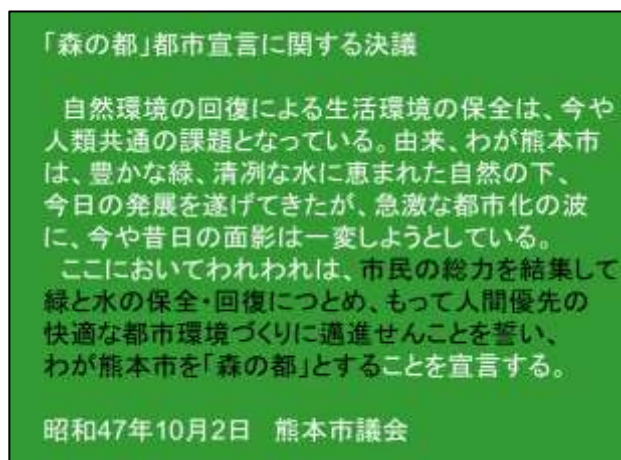 「森の都」都市宣言に関する決議
自然環境の回復による生活環境の保全は、今や
人類共通の課題となっている。由来、わが熊本市
は、豊かな緑、清冽な水に恵まれた自然の下、
今日の発展を遂げてきたが、急激な都市化の波
に、今や昔日の面影は一変しようとしている。
ここにおいてわれわれは、市民の総力を結集して
緑と水の保全・回復につとめ、もって人間優先の
快適な都市環境づくりに邁進せんことを誓い、
わが熊本市を「森の都」とすることを宣言する。
昭和47年10月2日 熊本市議会